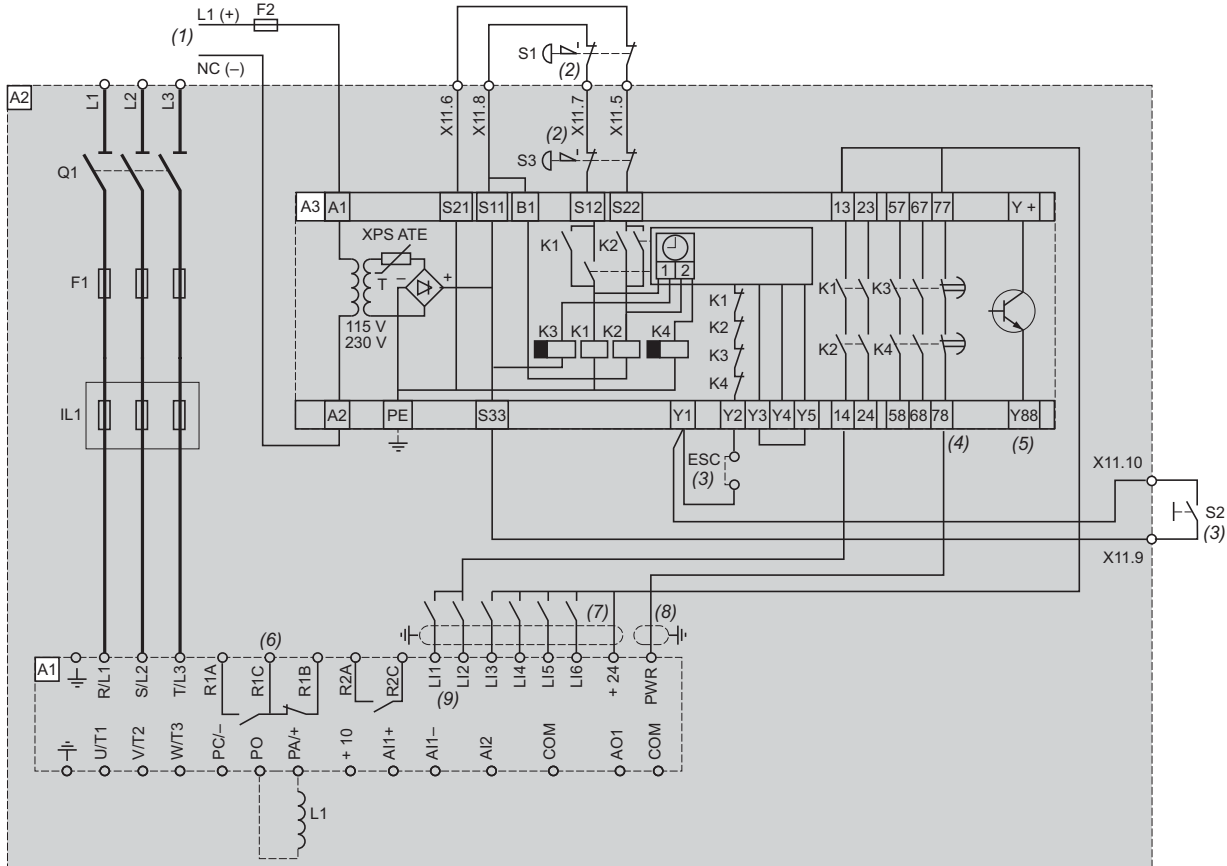 L1 (+) F2
(1)
NC (–)
S1
(2)
A2
L1 L2 L3
X11.6 X11.8 X11.7 X11.5
(2)
S3
Q1
A3 A1 S21 S11 B1 S12 S22 13 23 57 67 77 Y +
XPS ATE
K1 K2
1 2
T – +
F1
K1 K3
K1
115 V
230 V
K3 K1 K2 K4
K2
K2 K4
K3
K4
IL1
A2 PE S33 Y1 Y2 Y3 Y4 Y5 14 24 58 68 78 Y88
(4) (5)
ESC
(3)
X11.10
S2
(3)
X11.9
(7) (8)
(6)
A1
R/L1 S/L2 T/L3 R1A R1C R1B R2A R2C LI1 LI2 LI3 LI4 LI5 LI6 + 24 PWR
(9)
U/T1 V/T2 W/T3 PC/– PO PA/+ + 10 AI1+ AI1– AI2 COM AO1 COM
L1